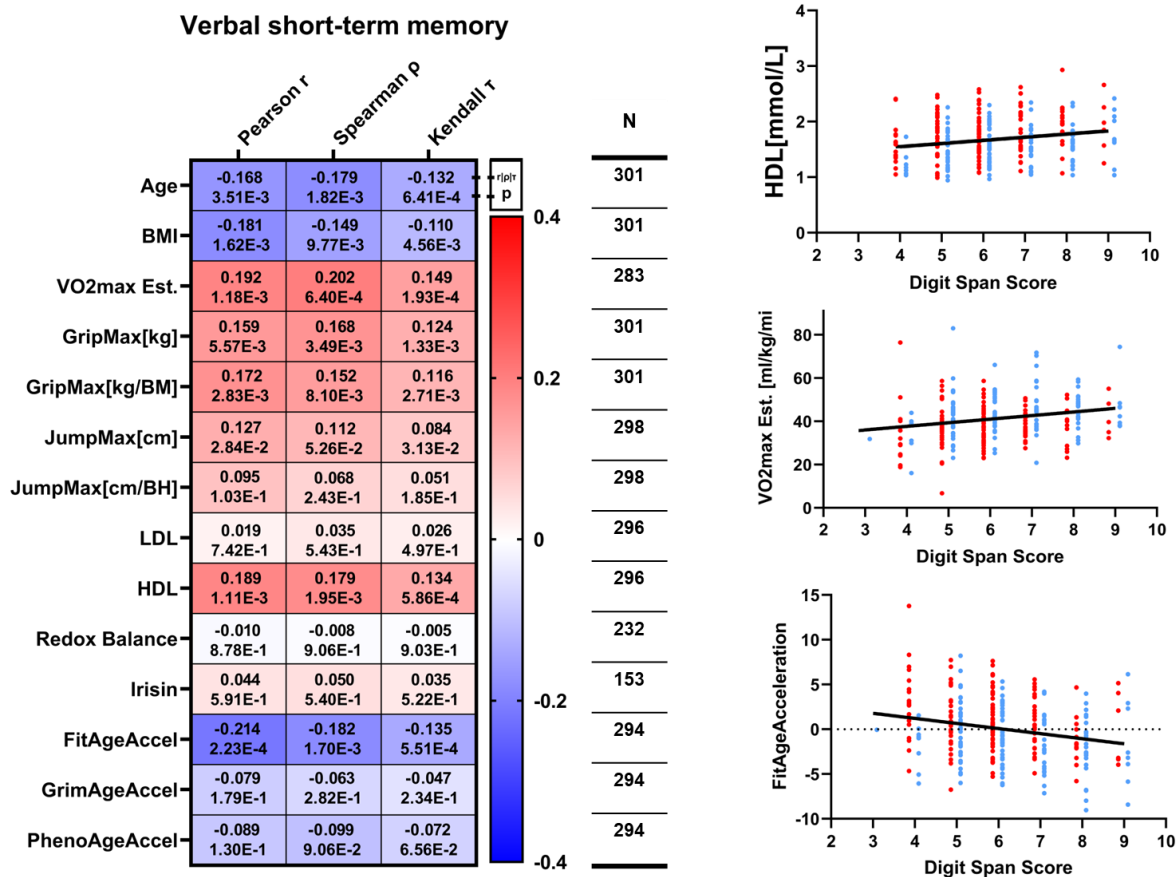 Verbal short-term memory
Pearson r
Spearman ρ
Kendall τ
N
r|ρ|τ
p
Age
-0.168 -0.179 -0.132
3.51E-3 1.82E-3 6.41E-4
301
BMI
-0.181 -0.149 -0.110
1.62E-3 9.77E-3 4.56E-3
301
VO2max Est.
0.192 0.202 0.149
1.18E-3 6.40E-4 1.93E-4
283
GripMax[kg]
0.159 0.168 0.124
5.57E-3 3.49E-3 1.33E-3
301
GripMax[kg/BM]
0.172 0.152 0.116
2.83E-3 8.10E-3 2.71E-3
301
JumpMax[cm]
0.127 0.112 0.084
2.84E-2 5.26E-2 3.13E-2
298
JumpMax[cm/BH]
0.095 0.068 0.051
1.03E-1 2.43E-1 1.85E-1
298
LDL
0.019 0.035 0.026
7.42E-1 5.43E-1 4.97E-1
296
HDL
0.189 0.179 0.134
1.11E-3 1.95E-3 5.86E-4
296
Redox Balance
-0.010 -0.008 -0.005
8.78E-1 9.06E-1 9.03E-1
232
Irisin
0.044 0.050 0.035
5.91E-1 5.40E-1 5.22E-1
153
FitAgeAccel
-0.214 -0.182 -0.135
2.23E-4 1.70E-3 5.51E-4
294
GrimAgeAccel
-0.079 -0.063 -0.047
1.79E-1 2.82E-1 2.34E-1
294
PhenoAgeAccel
-0.089 -0.099 -0.072
1.30E-1 9.06E-2 6.56E-2
294
0.4
0.2
0
-0.2
-0.4
HDL[mmol/L]
4
3
2
1
0
2 3 4 5 6 7 8 9 10
Digit Span Score
VO2max Est. [ml/kg/mi
80
60
40
20
0
2 3 4 5 6 7 8 9 10
Digit Span Score
FitAgeAcceleration
15
10
5
0
-5
-10
2 3 4 5 6 7 8 9 10
Digit Span Score